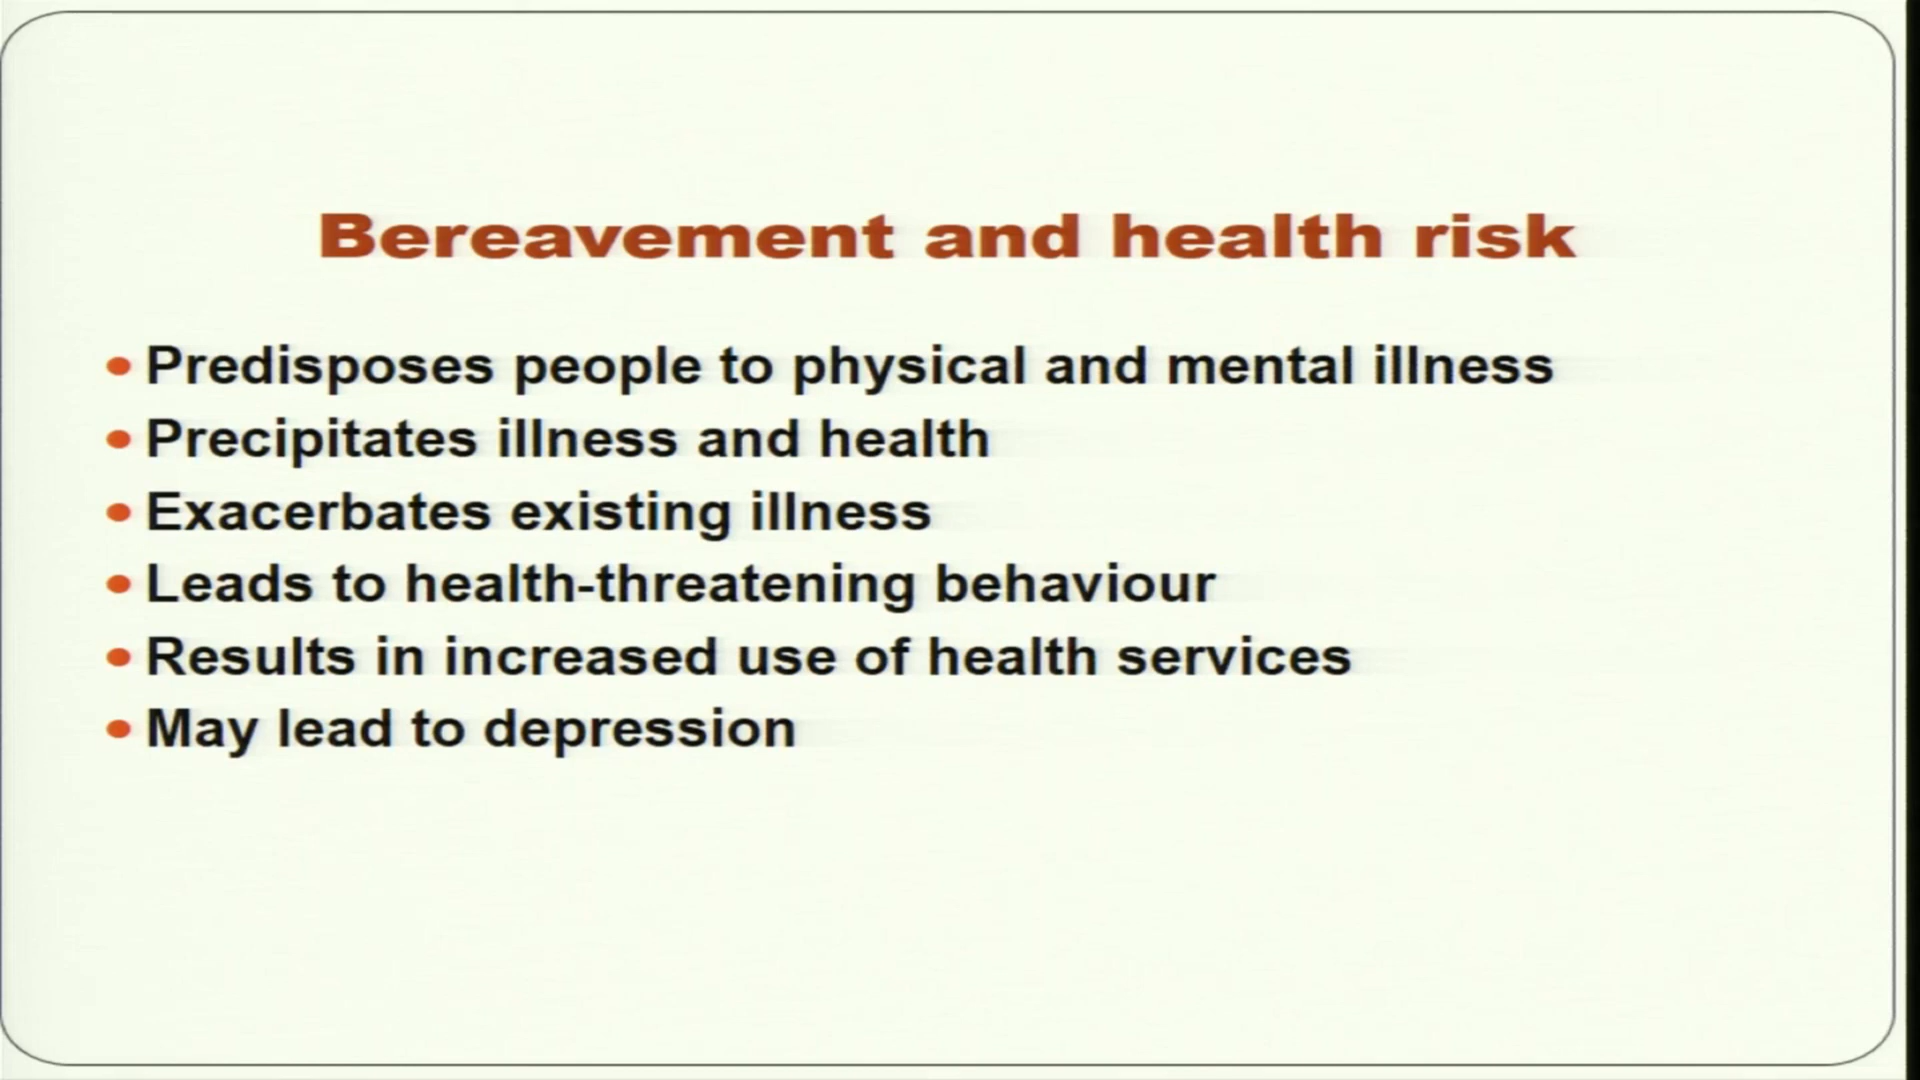 Bereavement and health risk
• Predisposes people to physical and mental illness
• Precipitates illness and health
• Exacerbates existing illness
• Leads to health-threatening behaviour
• Results in increased use of health services
• May lead to depression